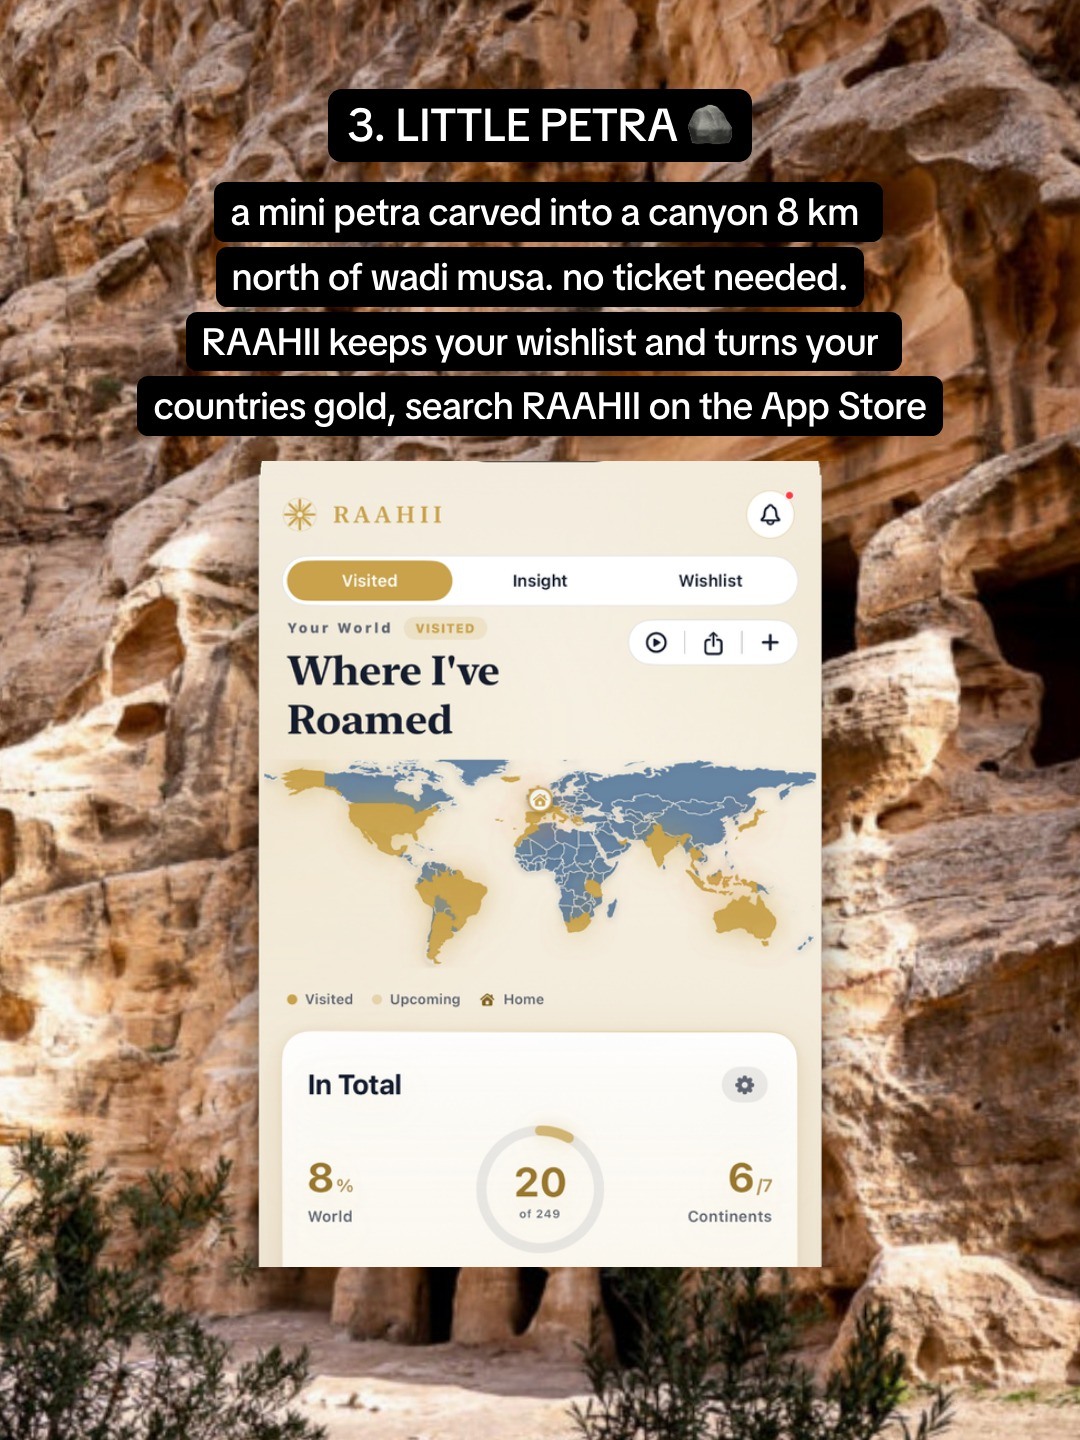 3. LITTLE PETRA 🪨
a mini petra carved into a canyon 8 km
north of wadi musa. no ticket needed.
RAAHII keeps your wishlist and turns your
countries gold, search RAAHII on the App Store
RAAHII
Visited Insight Wishlist
Your World VISITED
Where I've
Roamed
Visited Upcoming Home
In Total
8% 20 6/7
World of 249 Continents